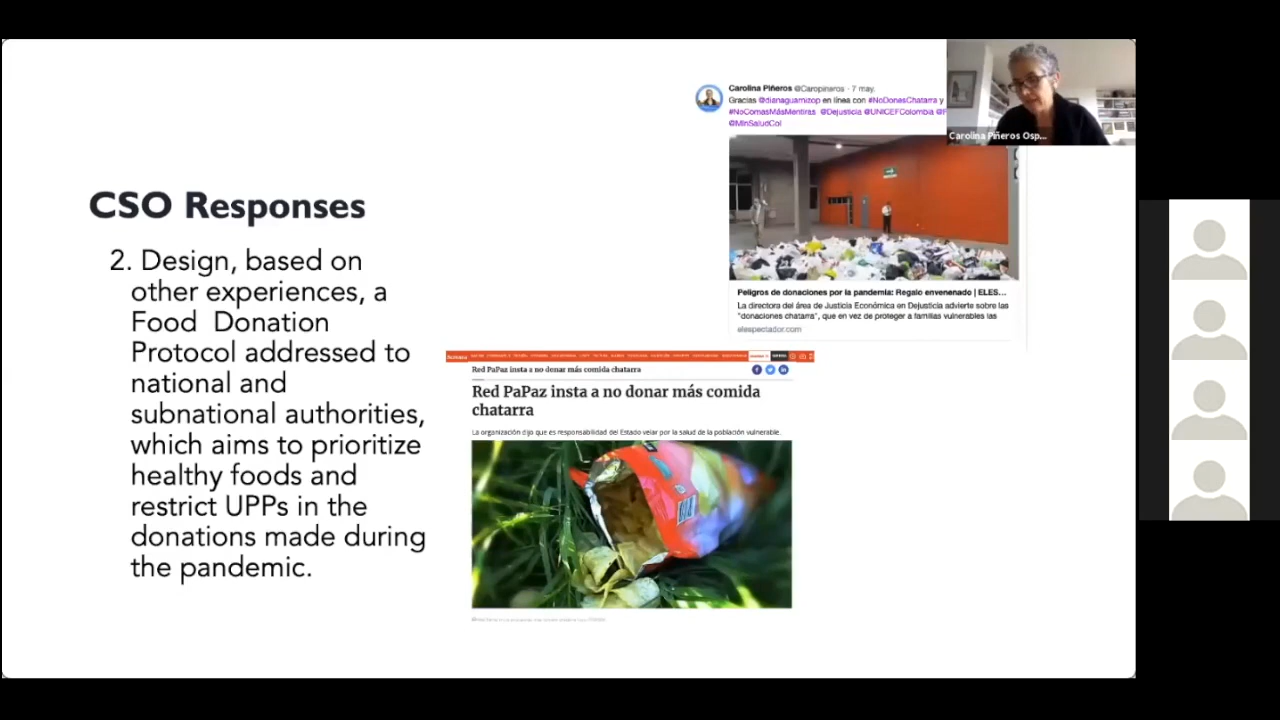 CSO Responses
2. Design, based on
other experiences, a
Food Donation
Protocol addressed to
national and
subnational authorities,
which aims to prioritize
healthy foods and
restrict UPPs in the
donations made during
the pandemic.
Carolina Piñeros @Caropineros · 7 may.
Gracias @dianaguarnizop en línea con #NoDonesChatarra y
#NoComasMásMentiras @Dejusticia @UNICEFColombia
@MinSaludCol
Peligros de donaciones por la pandemia: Regalo envenenado | ELES...
La directora del área de Justicia Económica en Dejusticia advierte sobre las
"donaciones chatarra", que en vez de proteger a familias vulnerables las
elespectador.com
Carolina Piñeros Osp...
Red PaPaz insta a no donar más comida chatarra
Red PaPaz insta a no donar más comida
chatarra
La organización dijo que es responsabilidad del Estado velar por la salud de la población vulnerable.